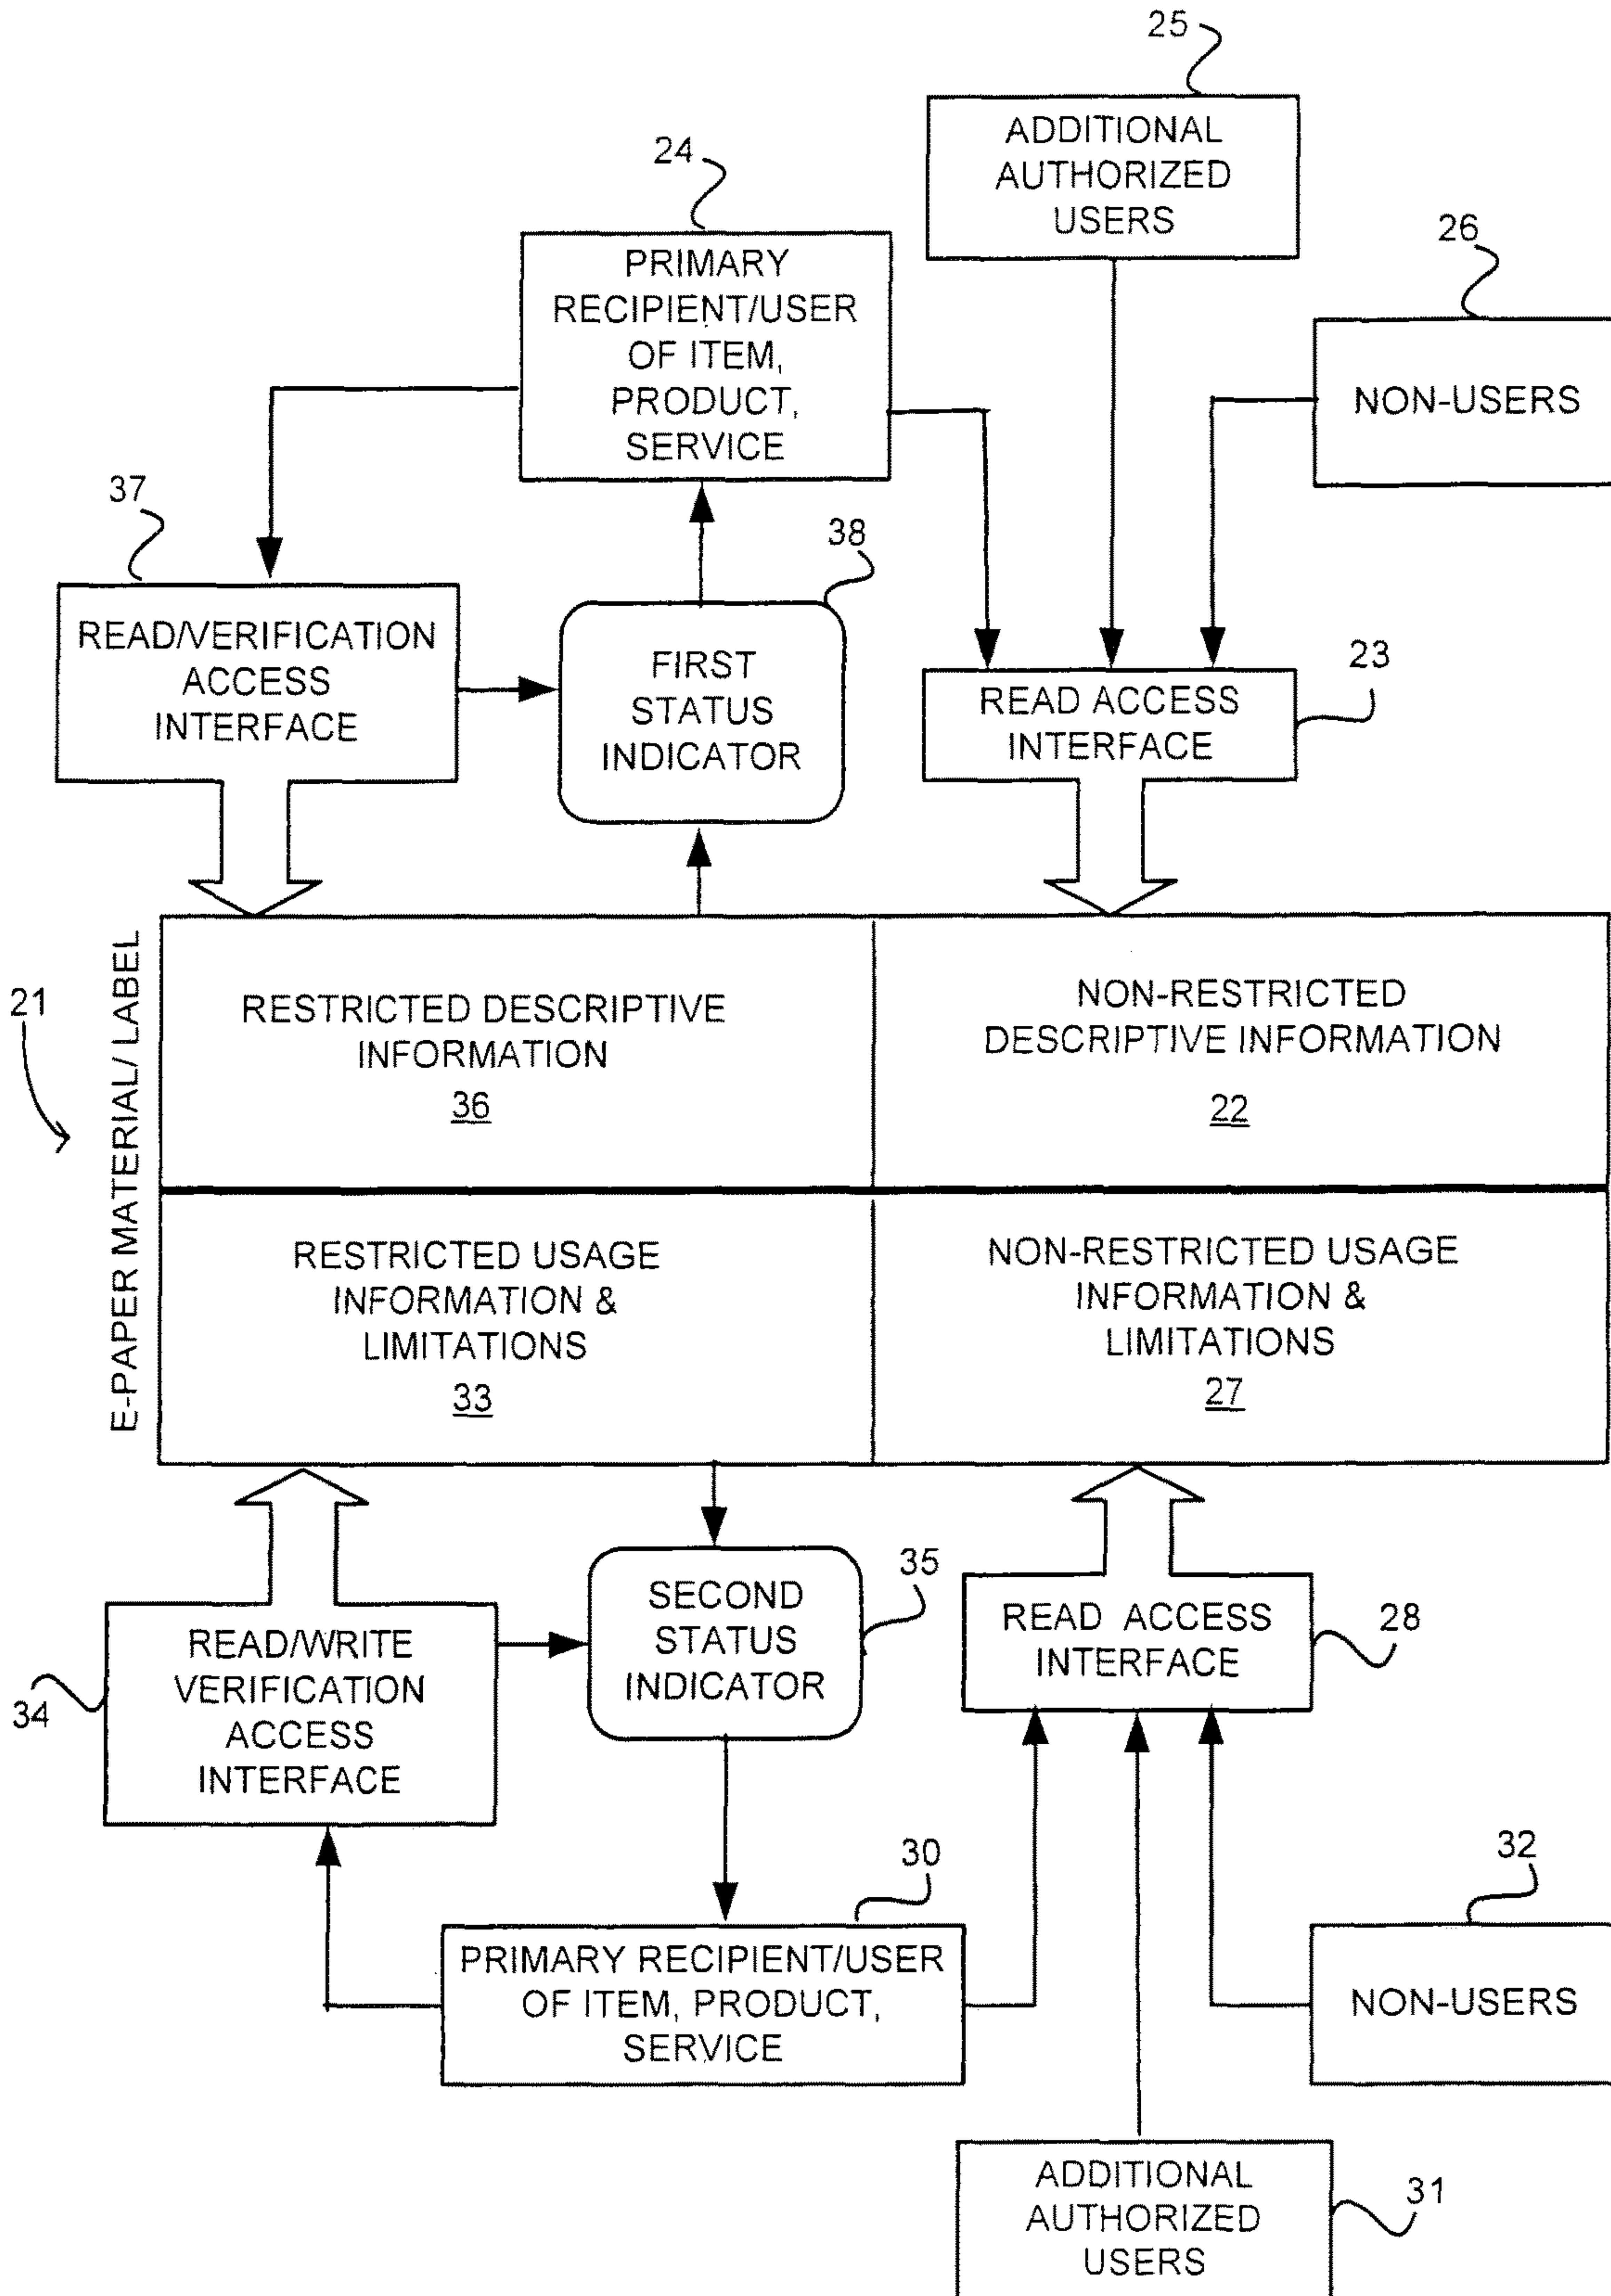 25
ADDITIONAL
AUTHORIZED
USERS
24
PRIMARY
RECIPIENT/USER
OF ITEM,
PRODUCT,
SERVICE
26
NON-USERS
37
READ/VERIFICATION
ACCESS
INTERFACE
38
FIRST
STATUS
INDICATOR
READ ACCESS
INTERFACE
23
21
E-PAPER MATERIAL/ LABEL
RESTRICTED DESCRIPTIVE
INFORMATION
36
NON-RESTRICTED
DESCRIPTIVE INFORMATION
22
RESTRICTED USAGE
INFORMATION &
LIMITATIONS
33
NON-RESTRICTED USAGE
INFORMATION &
LIMITATIONS
27
READ/WRITE
VERIFICATION
ACCESS
INTERFACE
34
SECOND
STATUS
INDICATOR
35
READ ACCESS
INTERFACE
28
30
PRIMARY RECIPIENT/USER
OF ITEM, PRODUCT,
SERVICE
32
NON-USERS
ADDITIONAL
AUTHORIZED
USERS
31